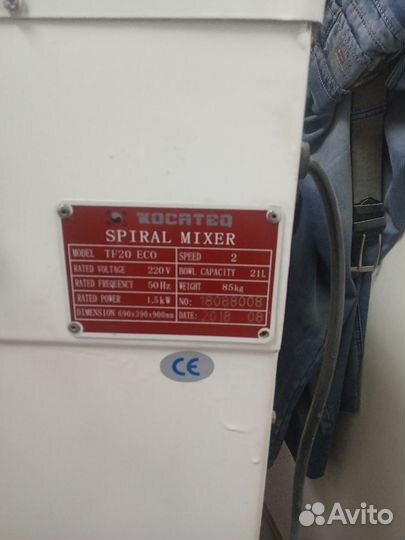 KOCATEQ
SPIRAL MIXER
MODEL TF20 ECO SPEED 2
RATED VOLTAGE 220V BOWL CAPACITY 21L
RATED FREQUENCY 50Hz WEIGHT 85kg
RATED POWER 1.5kW NO: 18088008
DIMENSION 690x390x900mm DATE: 2018 08
CE
Avito